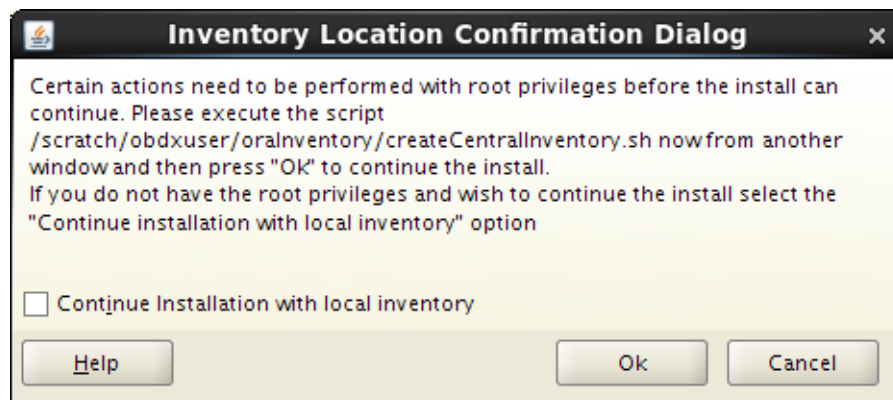 Inventory Location Confirmation Dialog
Certain actions need to be performed with root privileges before the install can
continue. Please execute the script
/scratch/obdxuser/oraInventory/createCentralInventory.sh now from another
window and then press "Ok" to continue the install.
If you do not have the root privileges and wish to continue the install select the
"Continue installation with local inventory" option
Continue Installation with local inventory
Help
Ok
Cancel